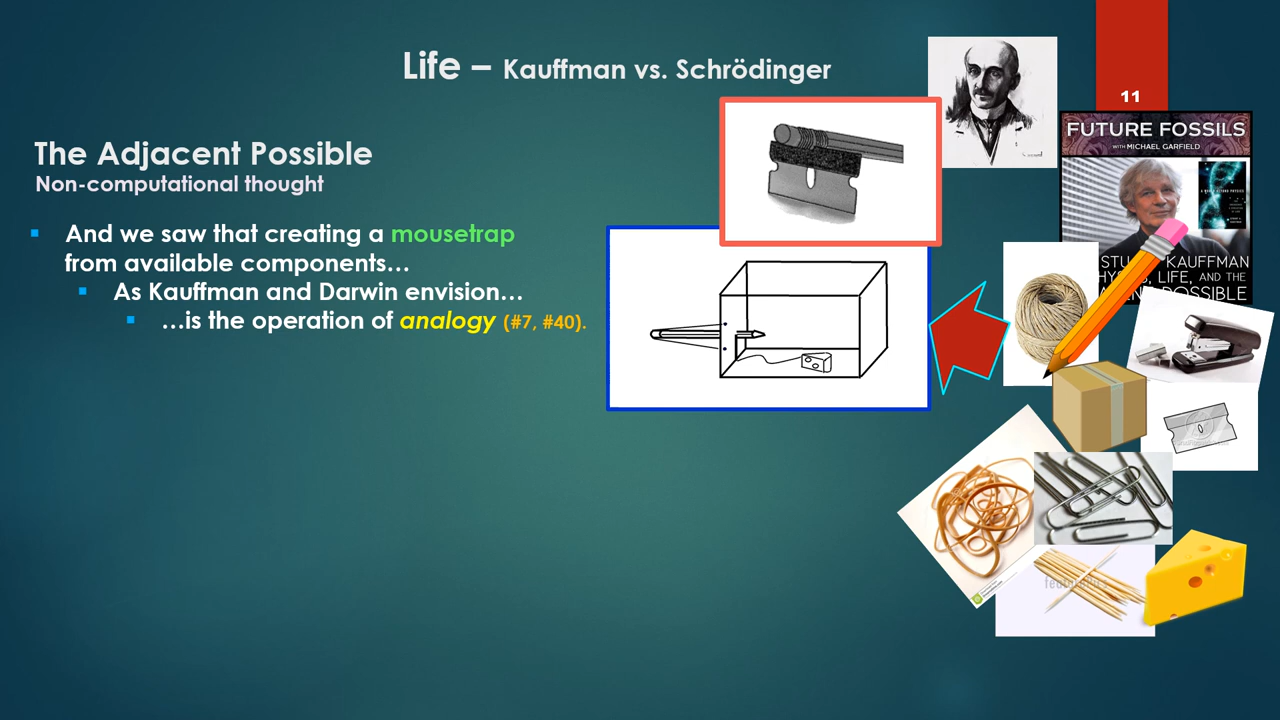 Life – Kauffman vs. Schrödinger
11
The Adjacent Possible
Non-computational thought
And we saw that creating a mousetrap
from available components…
As Kauffman and Darwin envision…
…is the operation of analogy (#7, #40).
FUTURE FOSSILS
WITH MICHAEL GARFIELD
KAUFFMAN
LIFE, AND THE